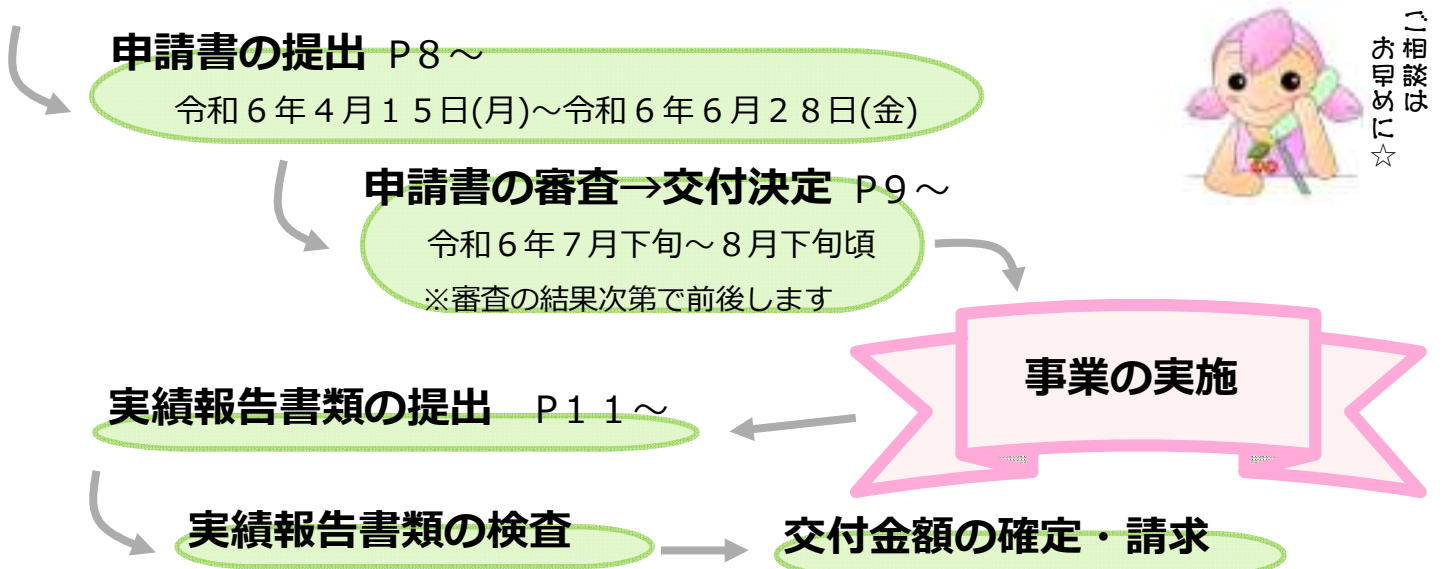 申請書の提出 P8～
令和6年4月15日(月)～令和6年6月28日(金)
ご相談は
お早めに☆
申請書の審査→交付決定 P9～
令和6年7月下旬～8月下旬頃
※審査の結果次第で前後します
事業の実施
実績報告書類の提出 P11～
実績報告書類の検査
交付金額の確定・請求